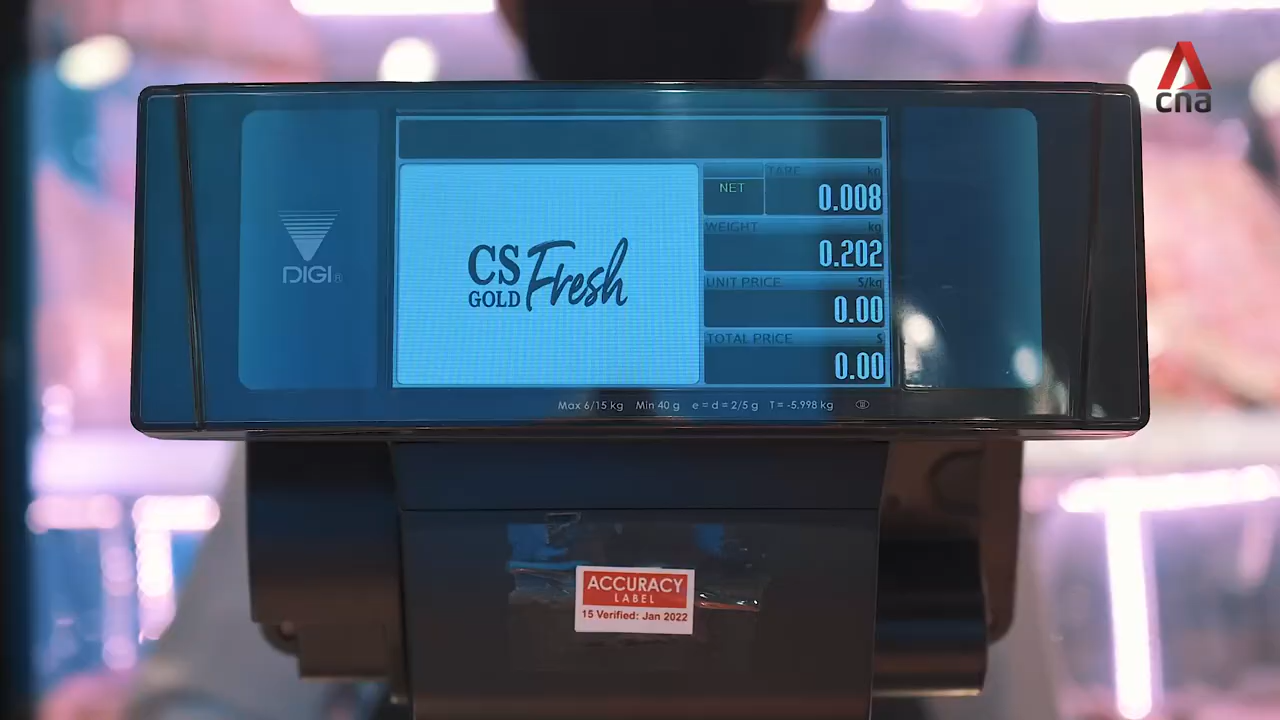 cna
TARE kg
NET 0.008
WEIGHT kg
0.202
UNIT PRICE $/kg
0.00
TOTAL PRICE $
0.00
CS GOLD Fresh
DIGI®
Max 6/15 kg Min 40 g e = d = 2/5 g T = -5.998 kg
ACCURACY
LABEL
15 Verified: Jan 2022